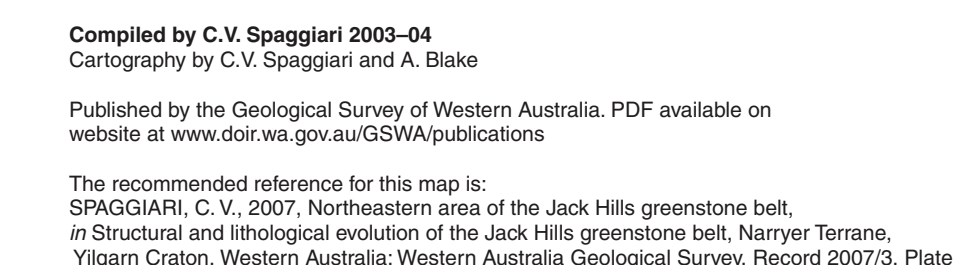 Compiled by C.V. Spaggiari 2003–04
Cartography by C.V. Spaggiari and A. Blake
Published by the Geological Survey of Western Australia. PDF available on
website at www.doir.wa.gov.au/GSWA/publications
The recommended reference for this map is:
SPAGGIARI, C. V., 2007, Northeastern area of the Jack Hills greenstone belt,
in Structural and lithological evolution of the Jack Hills greenstone belt, Narryer Terrane,
Yilgarn Craton, Western Australia: Western Australia Geological Survey, Record 2007/3, Plate